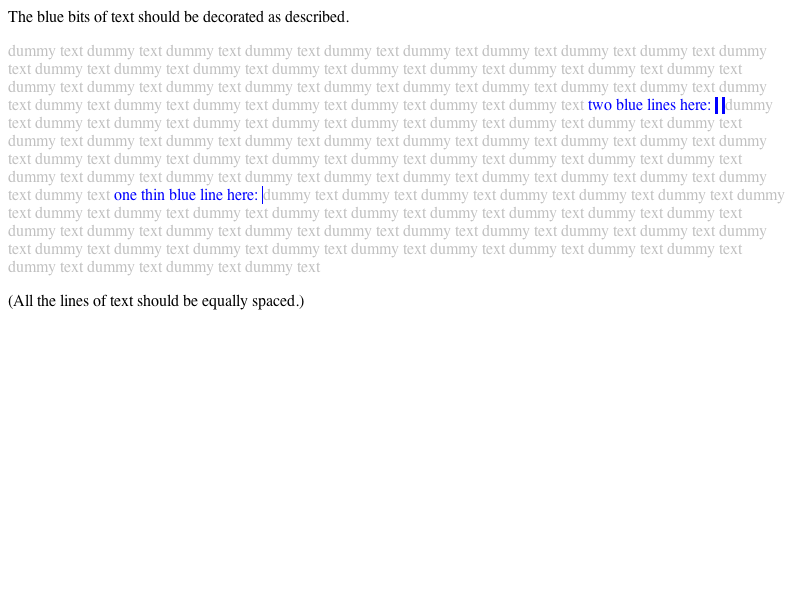 The blue bits of text should be decorated as described.
dummy text dummy text dummy text dummy text dummy text dummy text dummy text dummy text dummy text dummy
text dummy text dummy text dummy text dummy text dummy text dummy text dummy text dummy text dummy text
dummy text dummy text dummy text dummy text dummy text dummy text dummy text dummy text dummy text dummy
text dummy text dummy text dummy text dummy text dummy text dummy text dummy text two blue lines here: dummy
text dummy text dummy text dummy text dummy text dummy text dummy text dummy text dummy text dummy text
dummy text dummy text dummy text dummy text dummy text dummy text dummy text dummy text dummy text dummy
text dummy text dummy text dummy text dummy text dummy text dummy text dummy text dummy text dummy text
dummy text dummy text dummy text dummy text dummy text dummy text dummy text dummy text dummy text dummy
text dummy text one thin blue line here: dummy text dummy text dummy text dummy text dummy text dummy text dummy
text dummy text dummy text dummy text dummy text dummy text dummy text dummy text dummy text dummy text
dummy text dummy text dummy text dummy text dummy text dummy text dummy text dummy text dummy text dummy
text dummy text dummy text dummy text dummy text dummy text dummy text dummy text dummy text dummy text
dummy text dummy text dummy text dummy text
(All the lines of text should be equally spaced.)